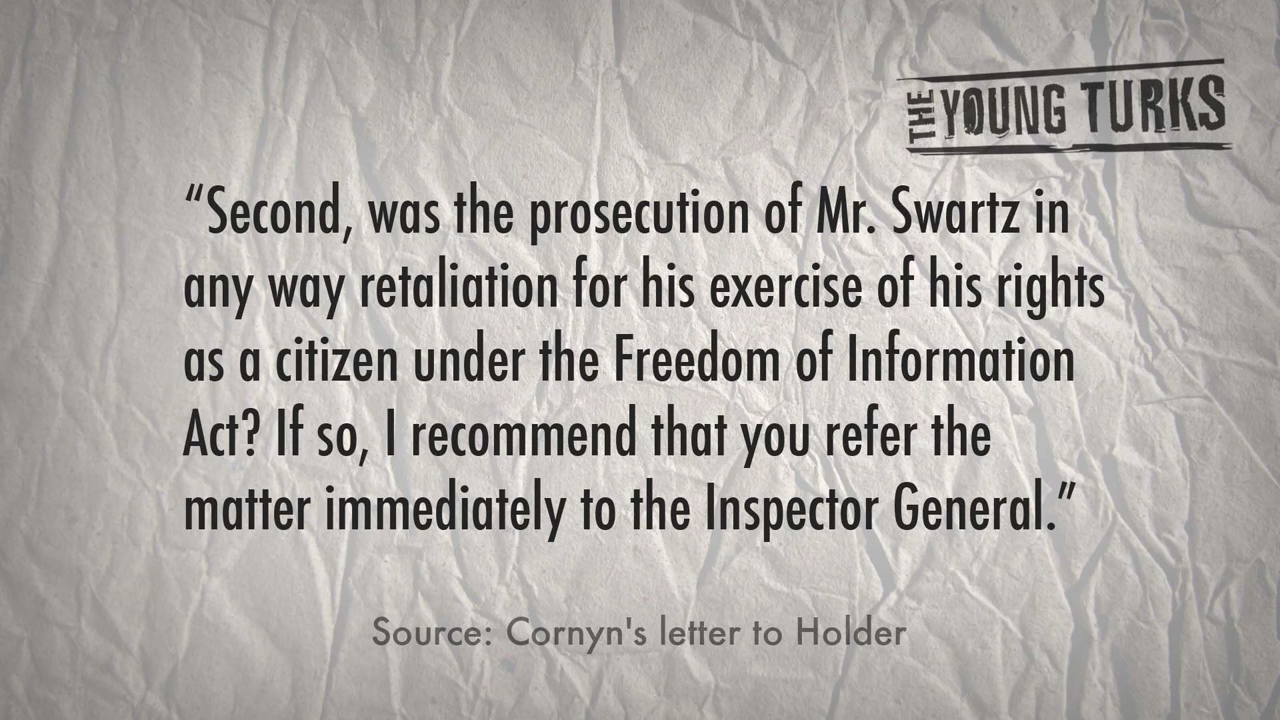 THE YOUNG TURKS
“Second, was the prosecution of Mr. Swartz in
any way retaliation for his exercise of his rights
as a citizen under the Freedom of Information
Act? If so, I recommend that you refer the
matter immediately to the Inspector General.”
Source: Cornyn's letter to Holder